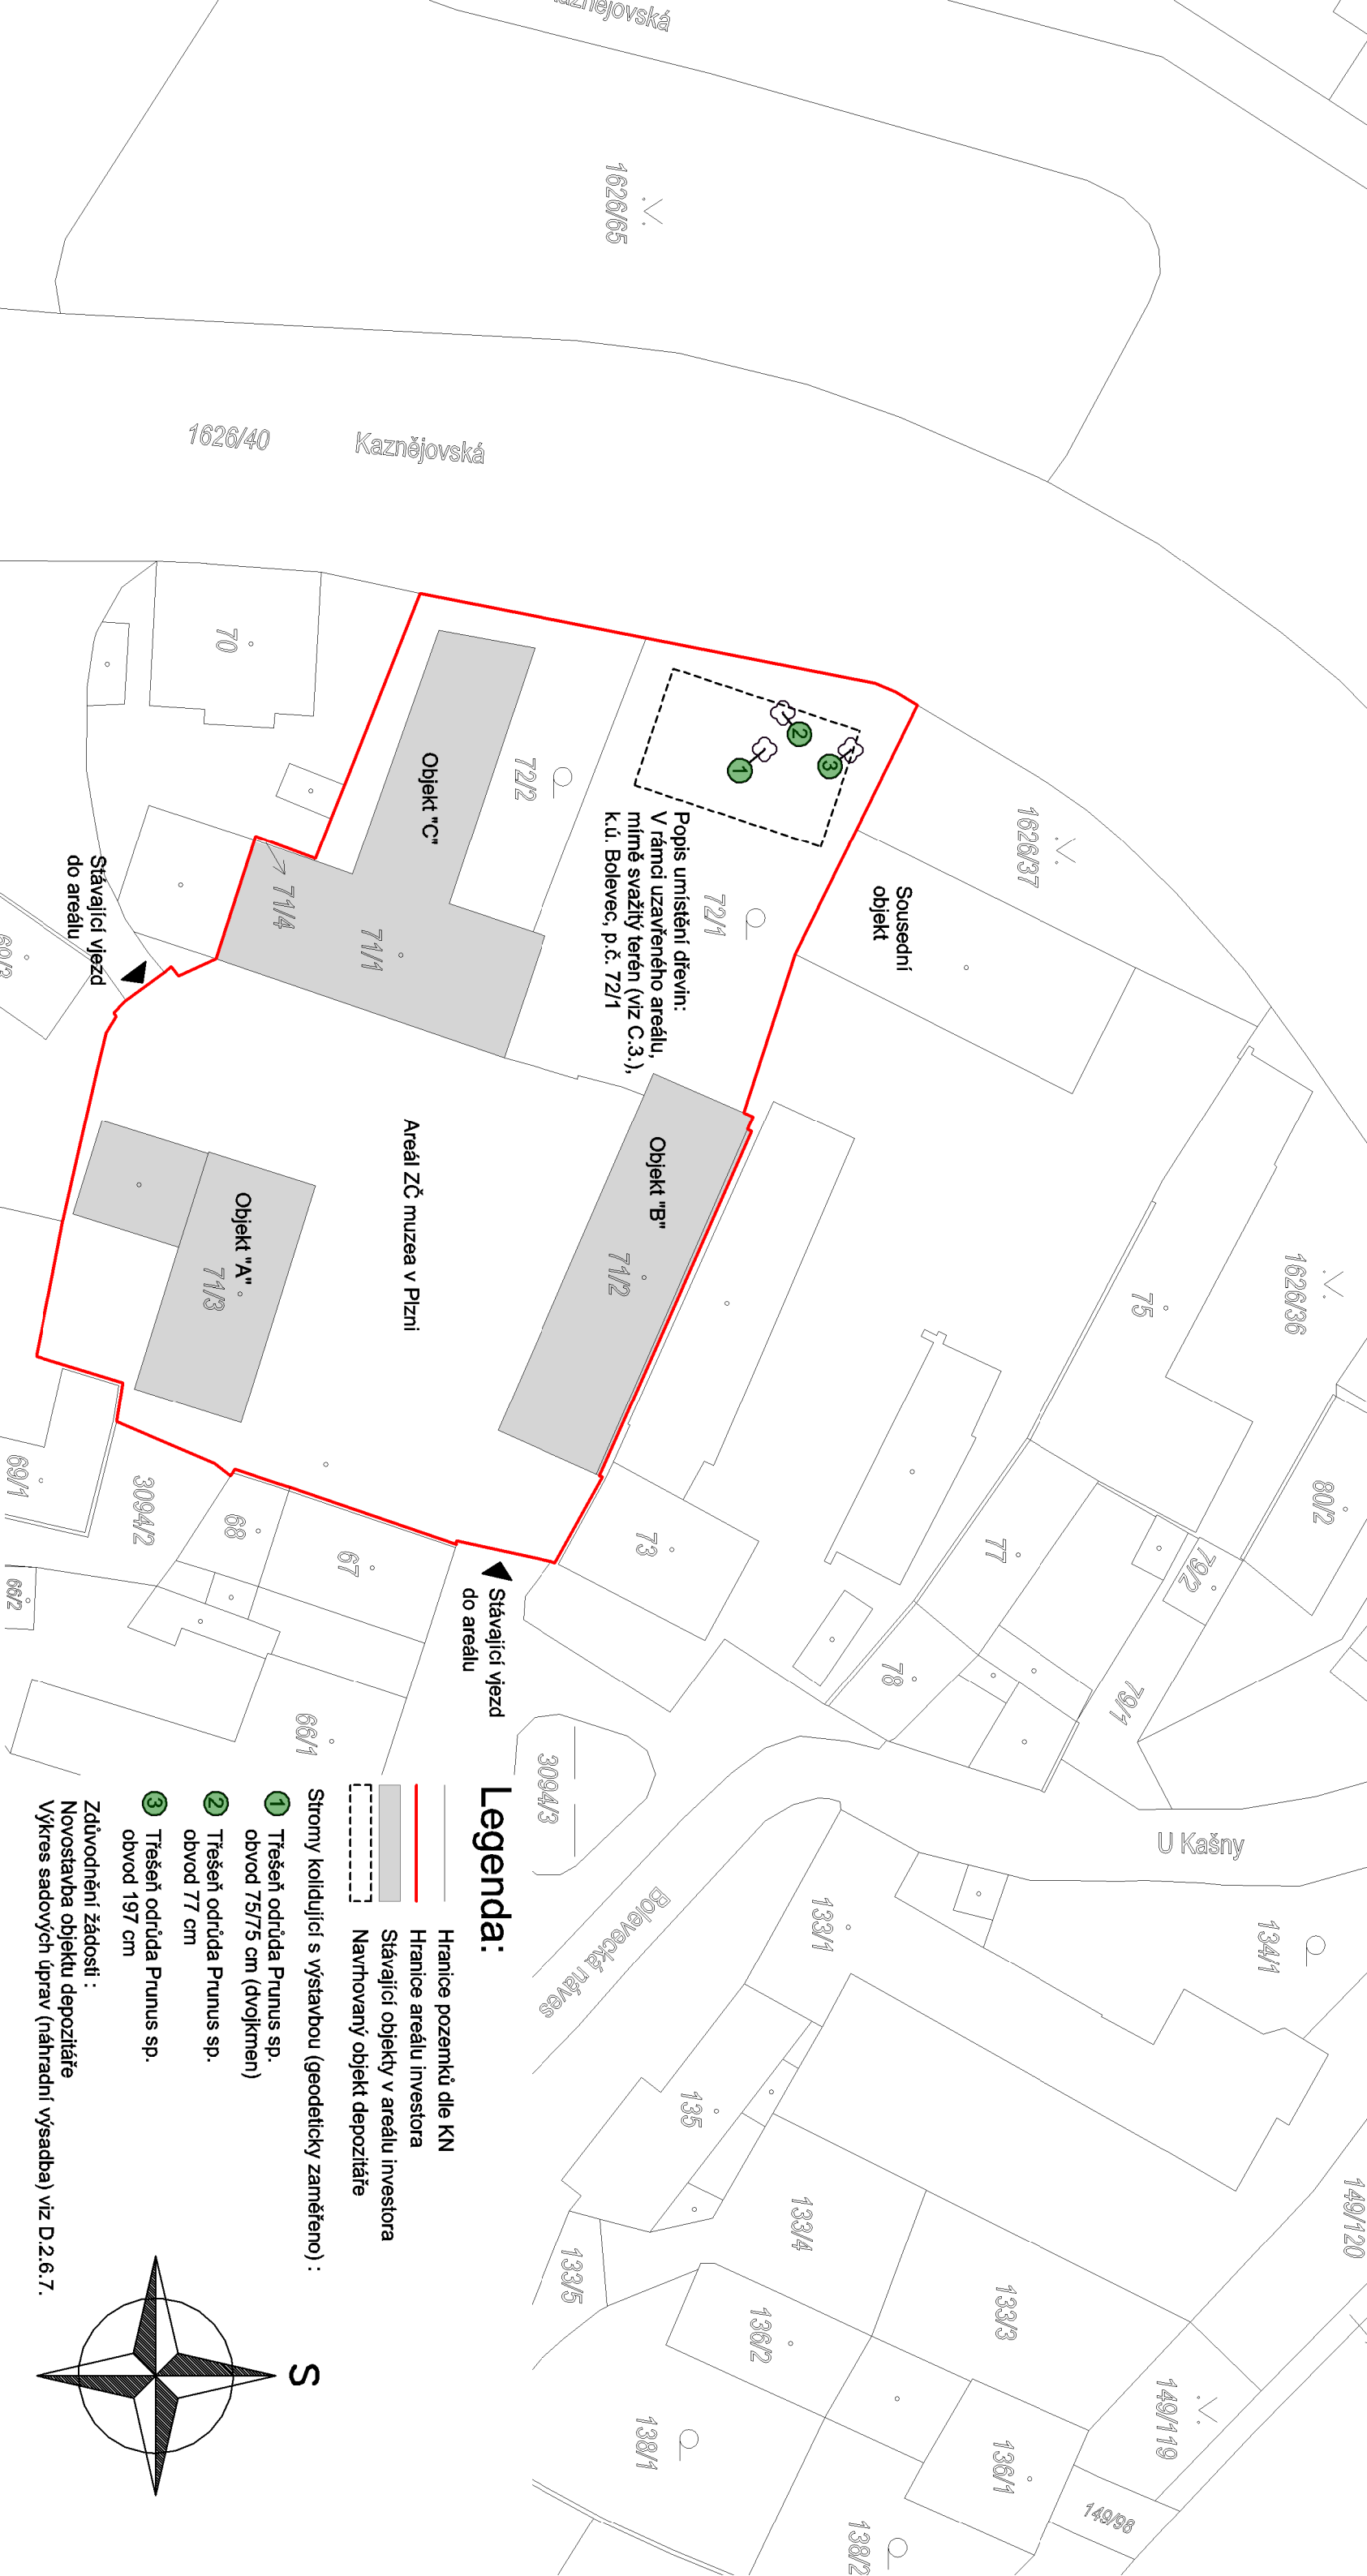 Kaznějovská
1626/65
1626/40
Kaznějovská
70
72/2
Objekt "C"
71/4
71/1
1
2
3
Popis umístění dřevin:
V rámci uzavřeného areálu,
mírně svažitý terén (viz C.3.),
k.ú. Bolevec, p.č. 72/1
72/1
Sousední
objekt
1626/37
Stávající vjezd
do areálu
69/2
Areál ZČ muzea v Plzni
Objekt "B"
71/2
Objekt "A"
71/3
75
1626/36
80/2
79/2
77
79/1
78
73
69/1
3094/2
68
67
66/2
66/1
Stávající vjezd
do areálu
3094/3
U Kašny
Bolevecká náves
133/1
134/1
135
133/4
133/5
133/3
136/2
136/1
138/1
138/2
149/120
149/119
149/98
Legenda:
Hranice pozemků dle KN
Hranice areálu investora
Stávající objekty v areálu investora
Navrhovaný objekt depozitáře
Stromy kolidující s výstavbou (geodeticky zaměřeno) :
1 Třešeň odrůda Prunus sp.
obvod 75/75 cm (dvojkmen)
2 Třešeň odrůda Prunus sp.
obvod 77 cm
3 Třešeň odrůda Prunus sp.
obvod 197 cm
Zdůvodnění žádosti :
Novostavba objektu depozitáře
Výkres sadových úprav (náhradní výsadba) viz D.2.6.7.
S